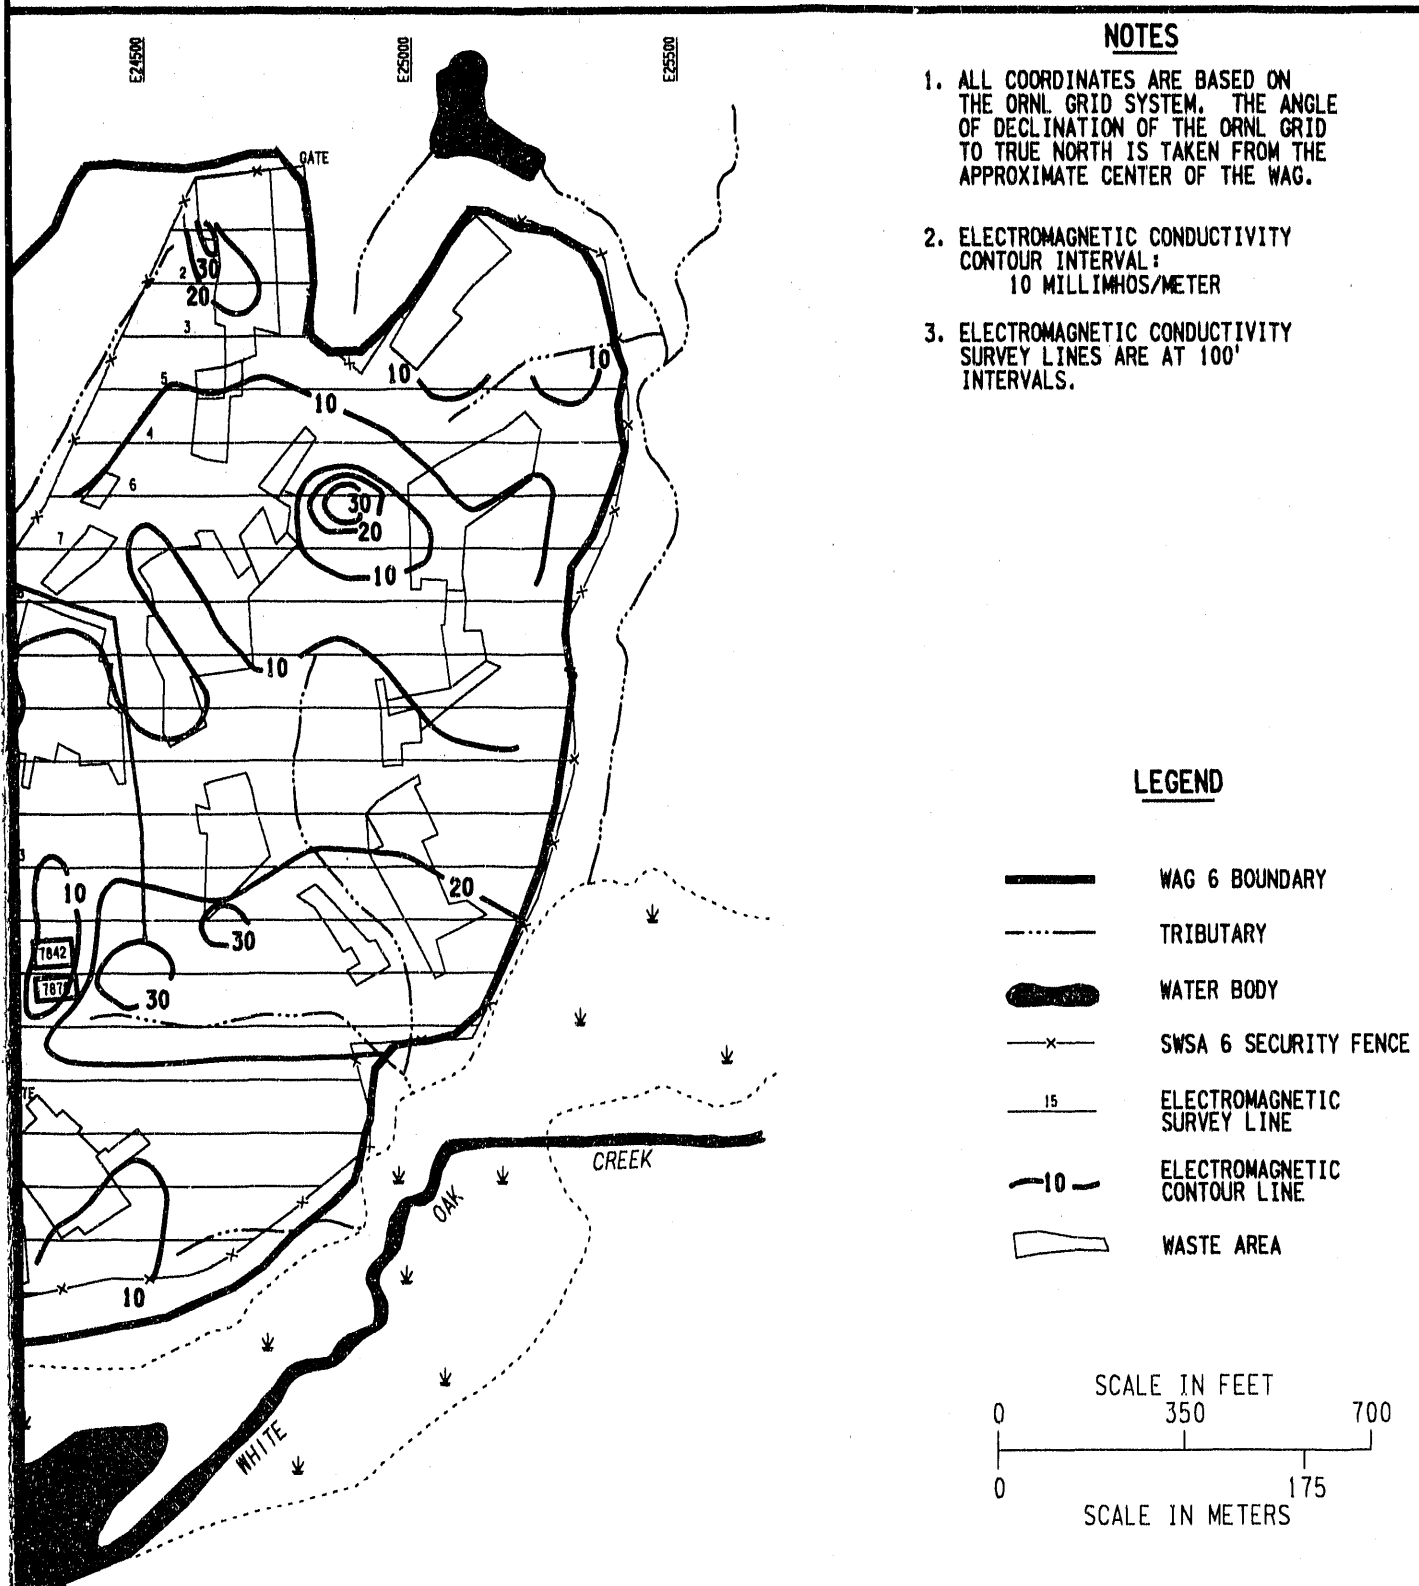 E24500
E25000
E25500
NOTES
1. ALL COORDINATES ARE BASED ON
THE ORNL GRID SYSTEM. THE ANGLE
OF DECLINATION OF THE ORNL GRID
TO TRUE NORTH IS TAKEN FROM THE
APPROXIMATE CENTER OF THE WAG.
2. ELECTROMAGNETIC CONDUCTIVITY
CONTOUR INTERVAL:
10 MILLIMHOS/METER
3. ELECTROMAGNETIC CONDUCTIVITY
SURVEY LINES ARE AT 100'
INTERVALS.
GATE
30
2
20
3
10
10
5
10
4
6
30
20
7
10
10
20
10
30
7842
30
10
CREEK
OAK
WHITE
LEGEND
WAG 6 BOUNDARY
TRIBUTARY
WATER BODY
SWSA 6 SECURITY FENCE
15
ELECTROMAGNETIC
SURVEY LINE
10
ELECTROMAGNETIC
CONTOUR LINE
WASTE AREA
SCALE IN FEET
0 350 700
0 175
SCALE IN METERS